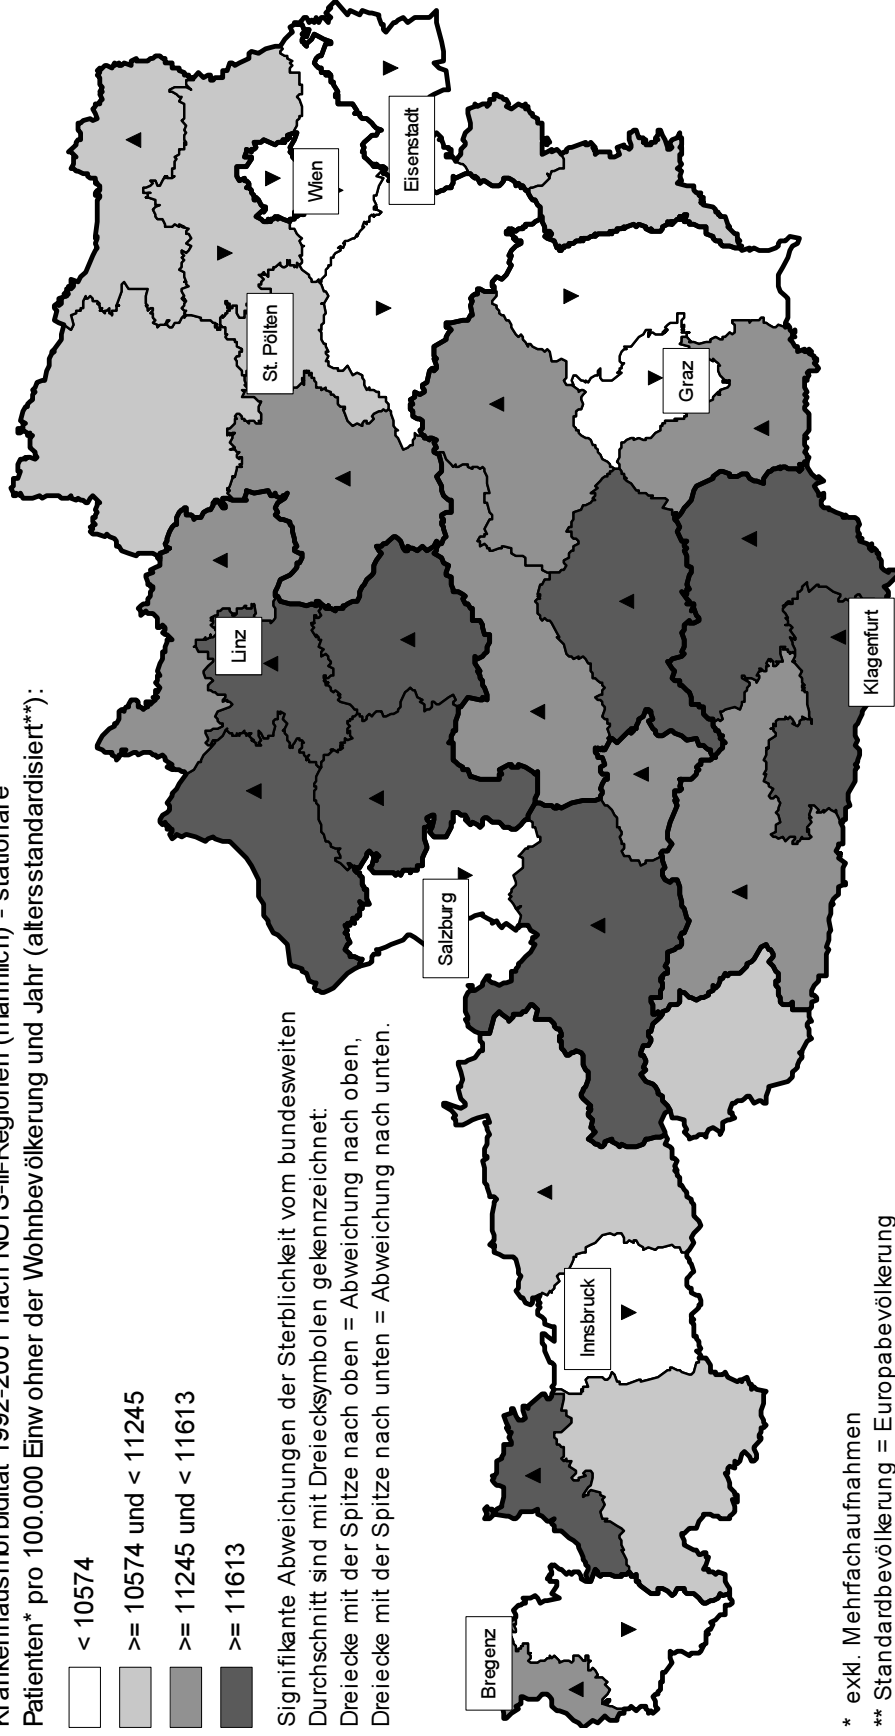 Krankenhausmorbidität 1992-2001 nach NUTS-III-Regionen (männlich) - stationäre
Patienten* pro 100.000 Einwohner der Wohnbevölkerung und Jahr (altersstandardisiert**):
< 10574
>= 10574 und < 11245
>= 11245 und < 11613
>= 11613
Signifikante Abweichungen der Sterblichkeit vom bundesweiten
Durchschnitt sind mit Dreiecksymbolen gekennzeichnet:
Dreiecke mit der Spitze nach oben = Abweichung nach oben,
Dreiecke mit der Spitze nach unten = Abweichung nach unten.
Linz
St. Pölten
Wien
Eisenstadt
Salzburg
Bregenz
Innsbruck
Graz
Klagenfurt
* exkl. Mehrfachaufnahmen
** Standardbevölkerung = Europabevölkerung